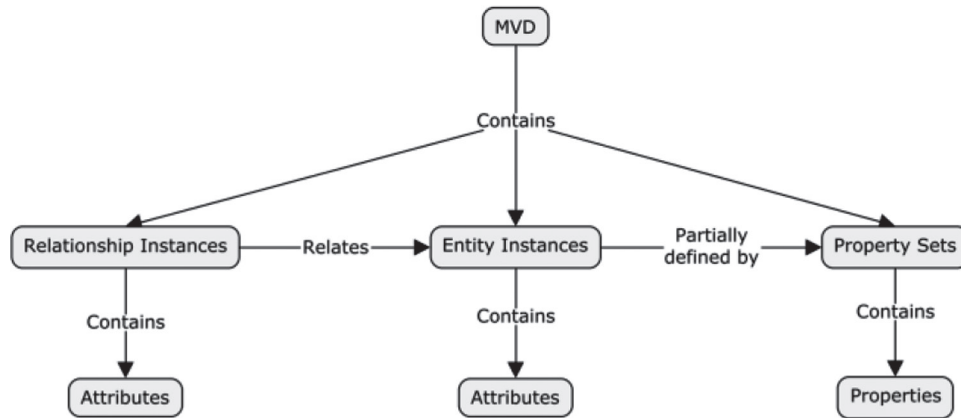 MVD
Contains
Relationship Instances
Relates
Entity Instances
Partially
defined by
Property Sets
Contains
Contains
Contains
Attributes
Attributes
Properties